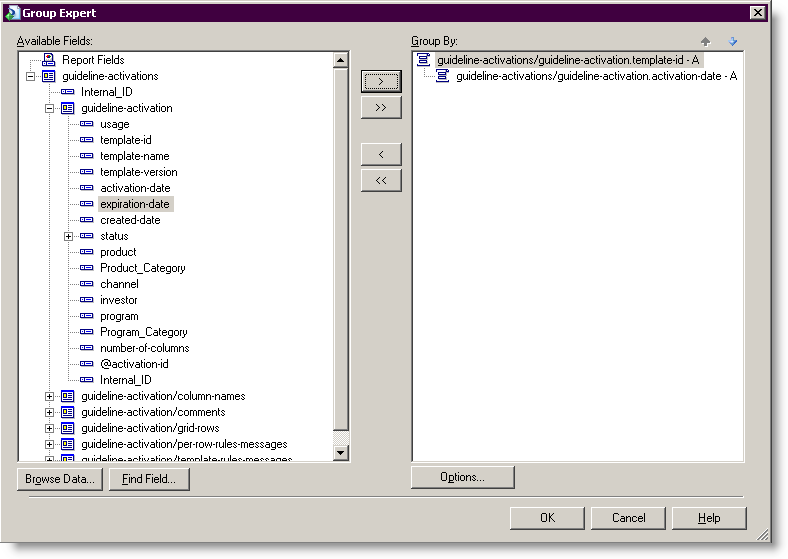 Group Expert
Available Fields:
Report Fields
guideline-activations
Internal_ID
guideline-activation
usage
template-id
template-name
template-version
activation-date
expiration-date
created-date
status
product
Product_Category
channel
investor
program
Program_Category
number-of-columns
@activation-id
Internal_ID
guideline-activation/column-names
guideline-activation/comments
guideline-activation/grid-rows
guideline-activation/per-row-rules-messages
guideline-activation/template-rules-messages
Browse Data...
Find Field...
>
>>
<
<<
Group By:
guideline-activations/guideline-activation.template-id - A
guideline-activations/guideline-activation.activation-date - A
Options...
OK
Cancel
Help